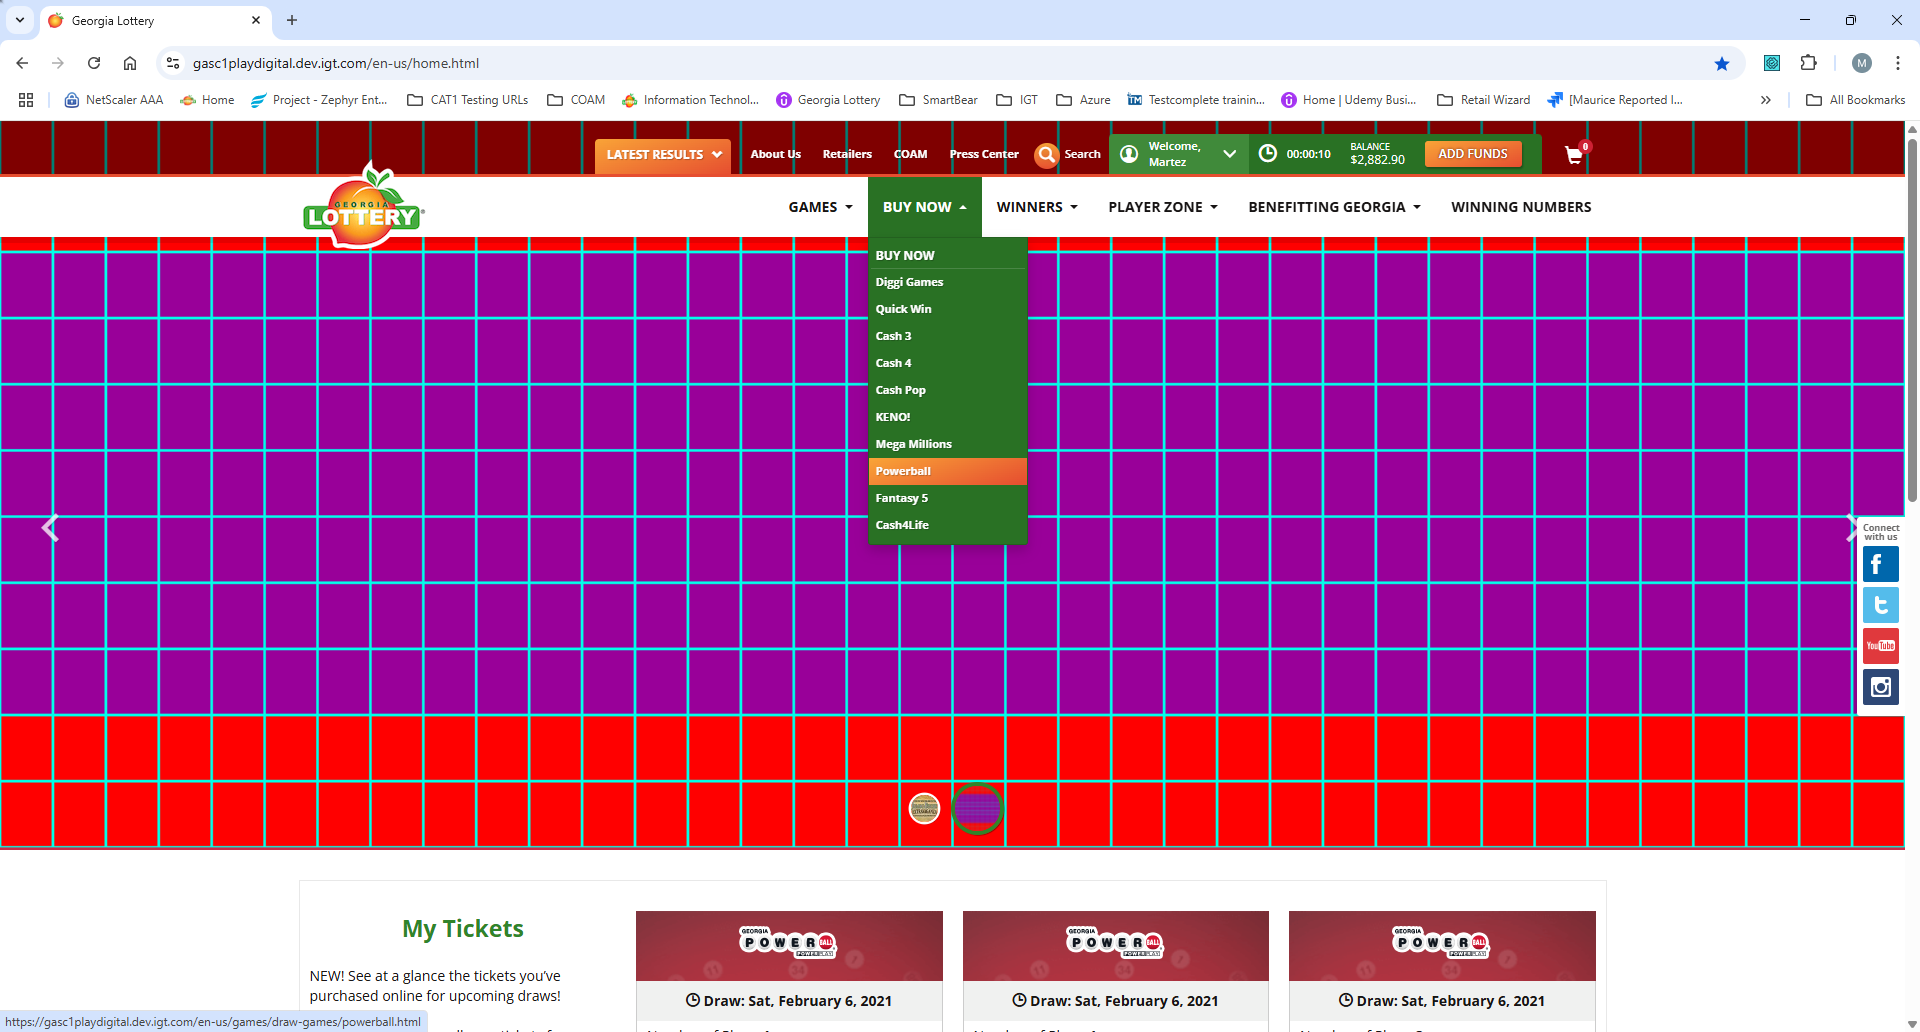 Georgia Lottery
gasc1playdigital.dev.igt.com/en-us/home.html
NetScaler AAA
Home
Project - Zephyr Ent...
CAT1 Testing URLs
COAM
Information Technol...
Georgia Lottery
SmartBear
IGT
Azure
Testcomplete trainin...
Home | Udemy Busi...
Retail Wizard
[Maurice Reported I...
All Bookmarks
M
LATEST RESULTS
About Us
Retailers
COAM
Press Center
Search
Welcome,
Martez
00:00:10
BALANCE
$2,882.90
ADD FUNDS
0
GEORGIA
LOTTERY
GAMES
BUY NOW
WINNERS
PLAYER ZONE
BENEFITTING GEORGIA
WINNING NUMBERS
BUY NOW
Diggi Games
Quick Win
Cash 3
Cash 4
Cash Pop
KENO!
Mega Millions
Powerball
Fantasy 5
Cash4Life
Connect
with us
YouTube
My Tickets
NEW! See at a glance the tickets you've
purchased online for upcoming draws!
GEORGIA
POWERBALL
POWERPLAY
Draw: Sat, February 6, 2021
GEORGIA
POWERBALL
POWERPLAY
Draw: Sat, February 6, 2021
GEORGIA
POWERBALL
POWERPLAY
Draw: Sat, February 6, 2021
https://gasc1playdigital.dev.igt.com/en-us/games/draw-games/powerball.html